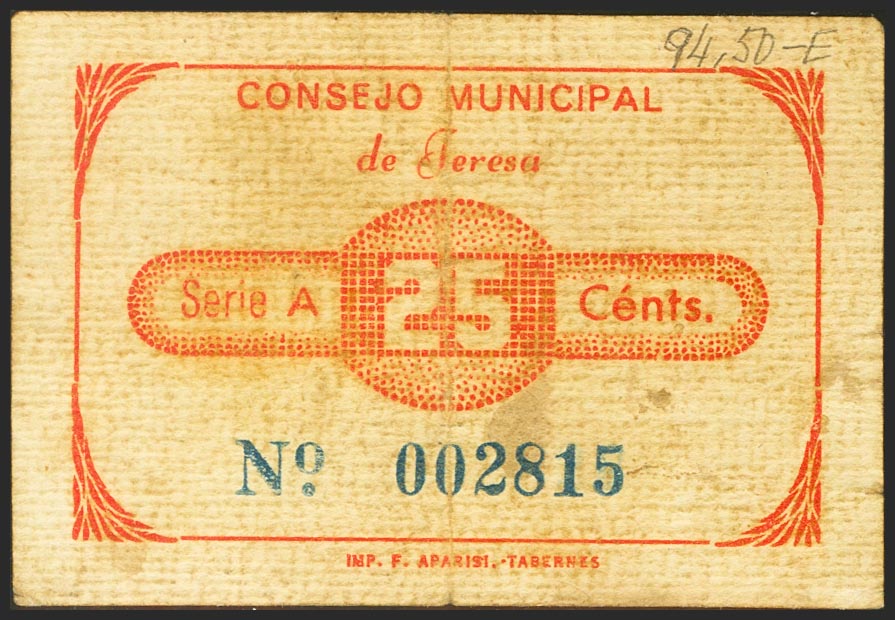 94,50-E
CONSEJO MUNICIPAL
de Teresa
Serie A 25 Cénts.
Nº. 002815
IMP. F. APARISI.-TABERNES